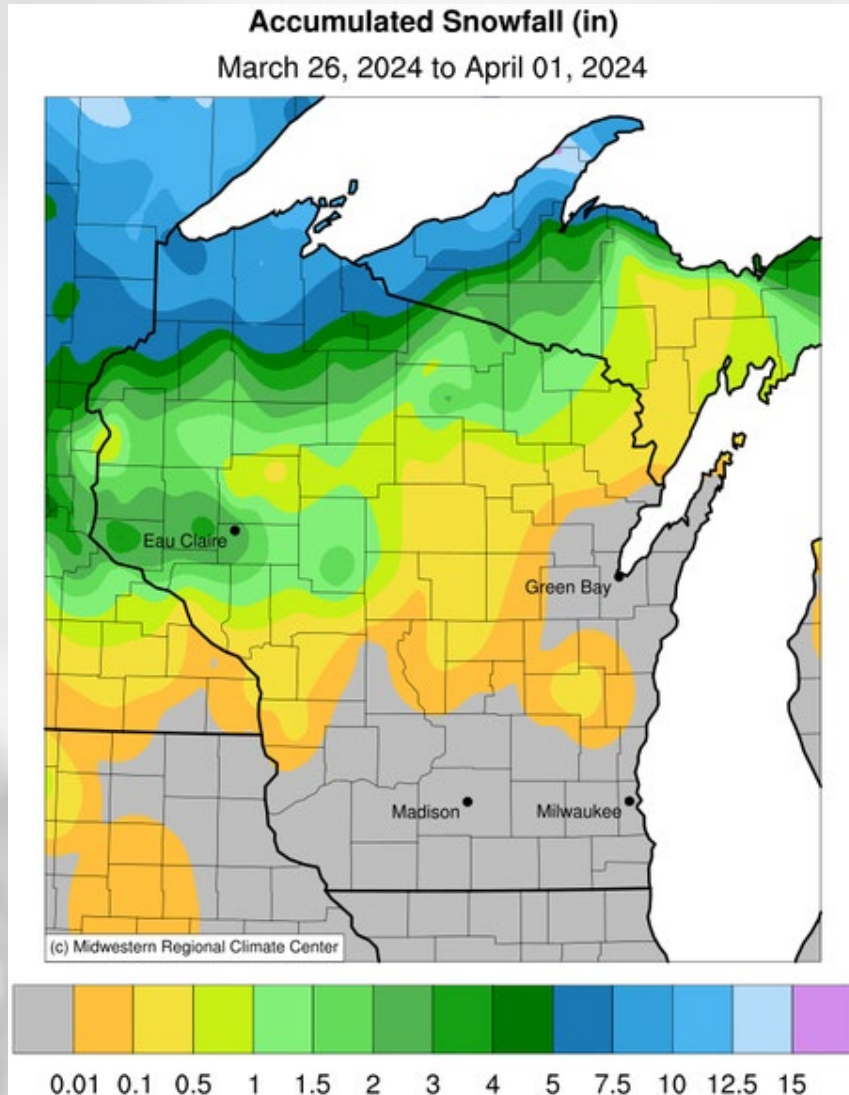 Accumulated Snowfall (in)
March 26, 2024 to April 01, 2024
Eau Claire
Green Bay
Madison
Milwaukee
(c) Midwestern Regional Climate Center
0.01 0.1 0.5 1 1.5 2 3 4 5 7.5 10 12.5 15